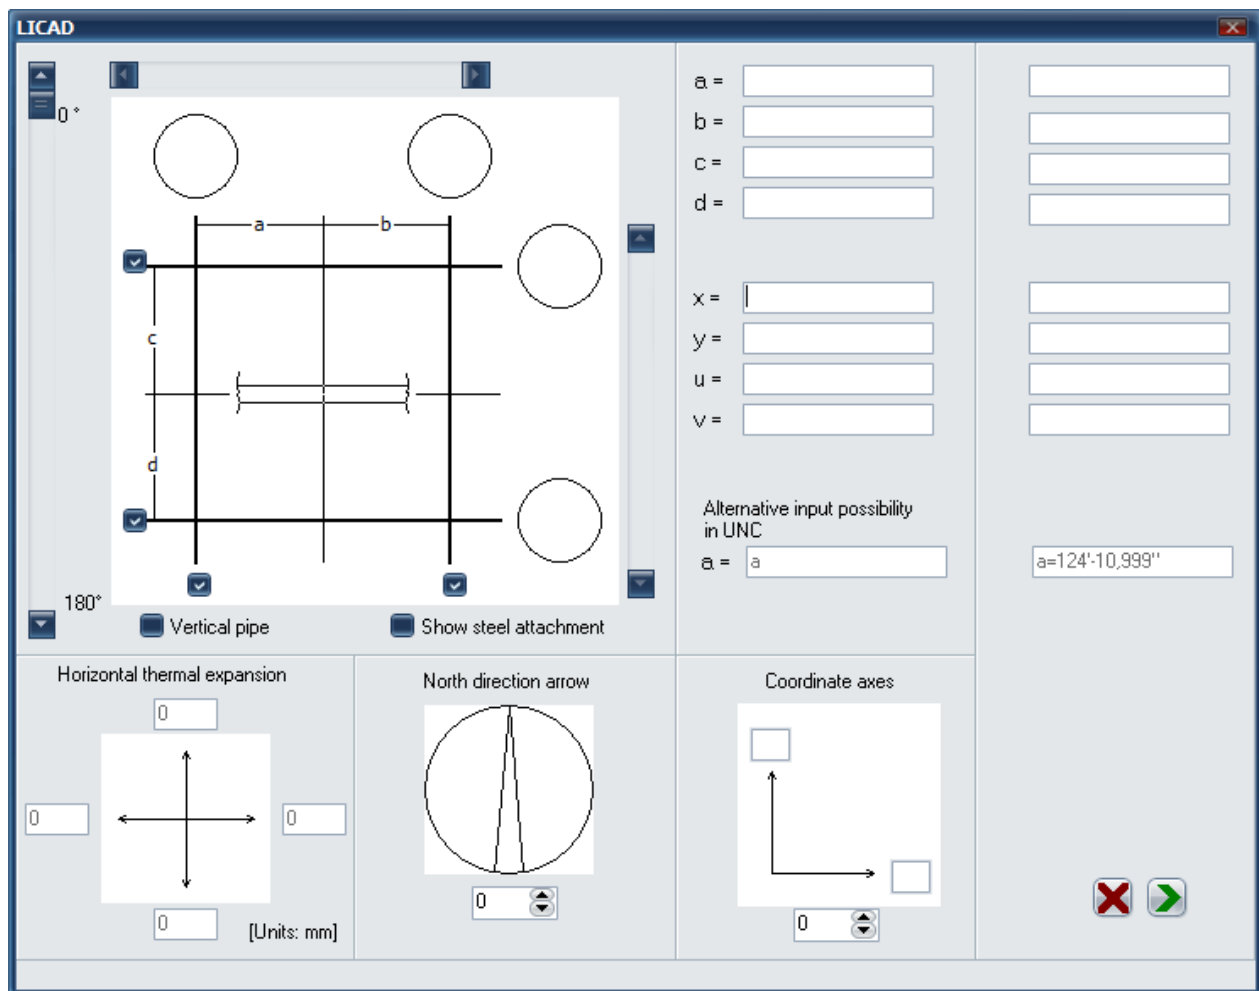 LICAD
0 °
a
b
c
d
180°
Vertical pipe
Show steel attachment
a =
b =
c =
d =
x =
y =
u =
v =
Alternative input possibility
in UNC
a = a
a=124'-10,999"
Horizontal thermal expansion
0
0
0
0
[Units: mm]
North direction arrow
0
Coordinate axes
0